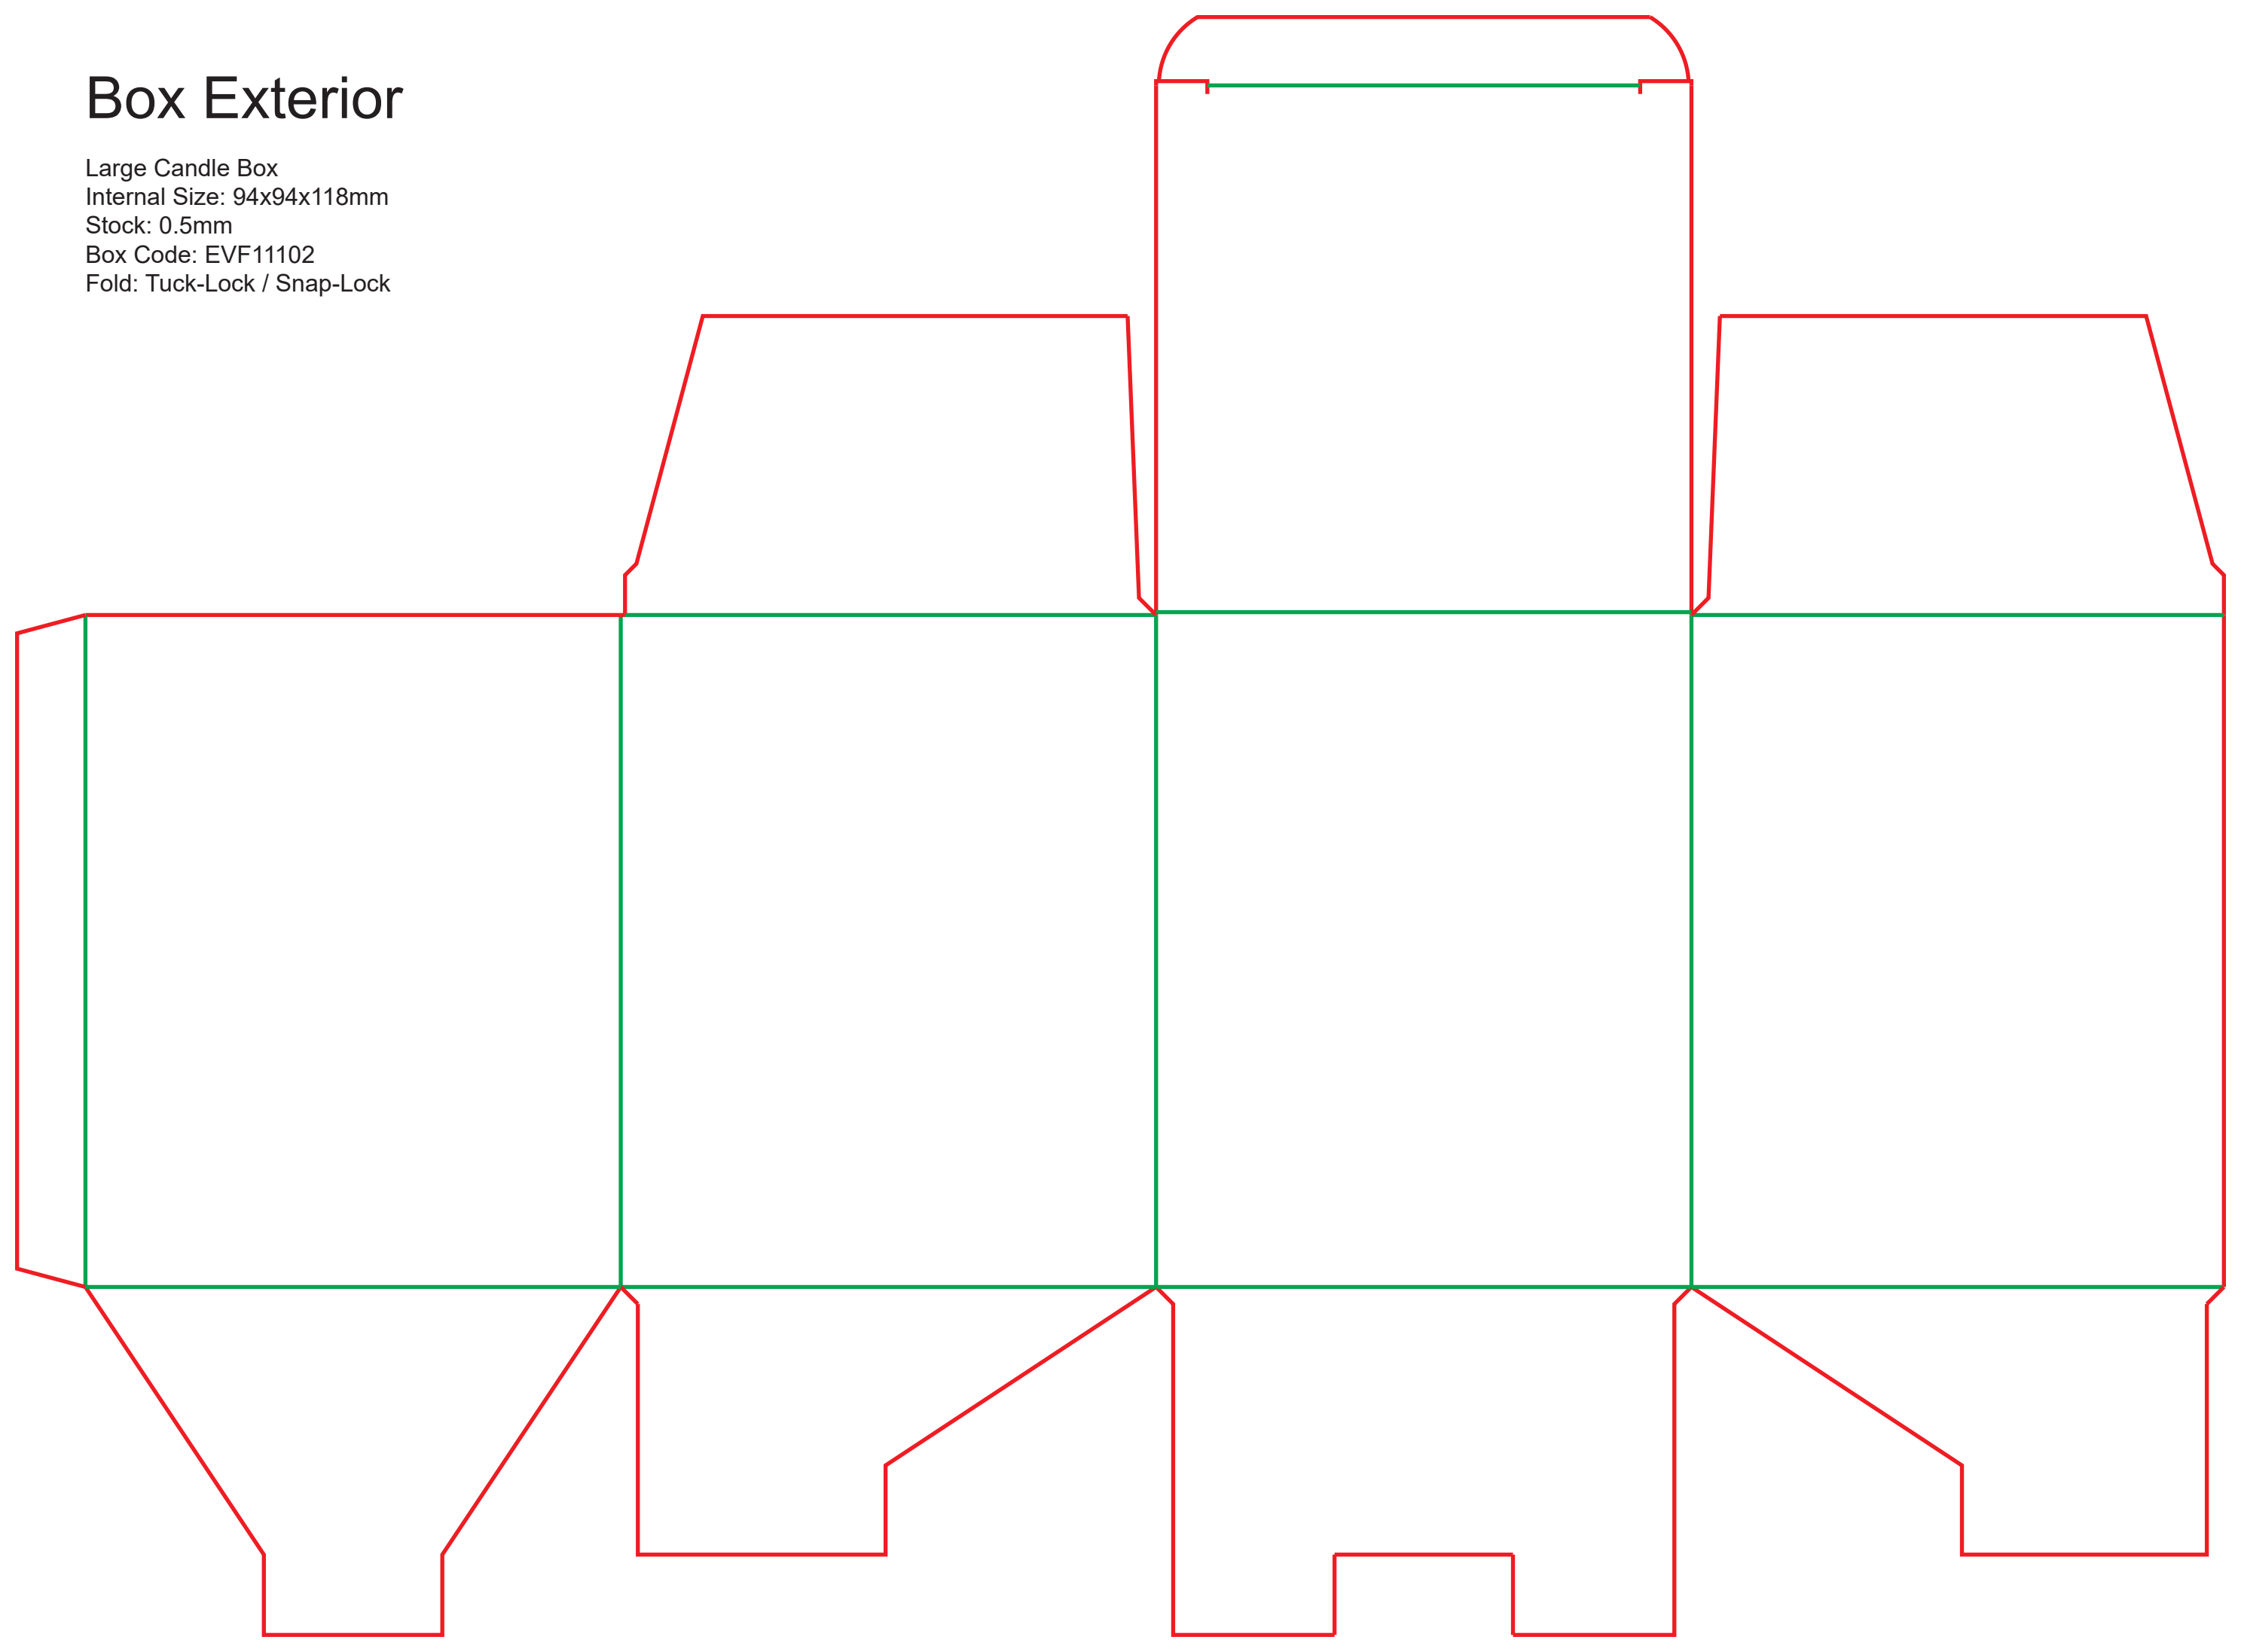 Box Exterior
Large Candle Box
Internal Size: 94x94x118mm
Stock: 0.5mm
Box Code: EVF11102
Fold: Tuck-Lock / Snap-Lock